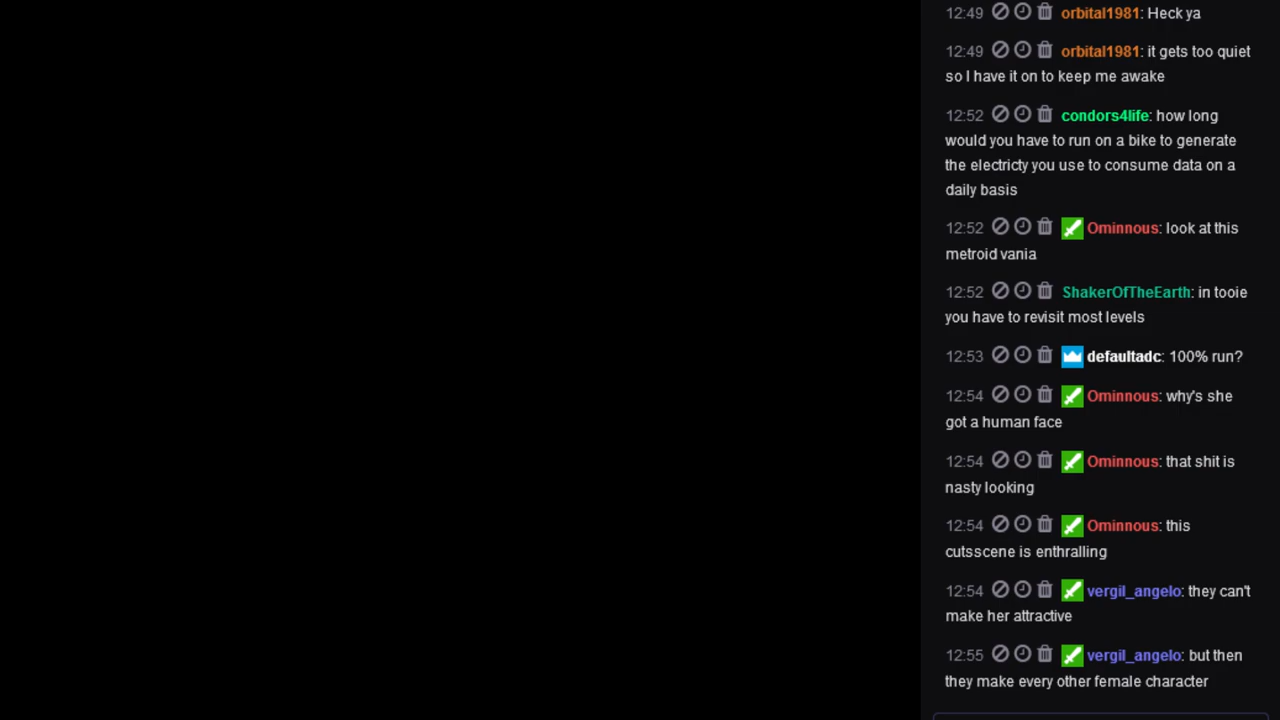 12:49 orbital1981: Heck ya
12:49 orbital1981: it gets too quiet
so I have it on to keep me awake
12:52 condors4life: how long
would you have to run on a bike to generate
the electricty you use to consume data on a
daily basis
12:52 Ominnous: look at this
metroid vania
12:52 ShakerOfTheEarth: in tooie
you have to revisit most levels
12:53 defaultadc: 100% run?
12:54 Ominnous: why's she
got a human face
12:54 Ominnous: that shit is
nasty looking
12:54 Ominnous: this
cutsscene is enthralling
12:54 vergil_angelo: they can't
make her attractive
12:55 vergil_angelo: but then
they make every other female character